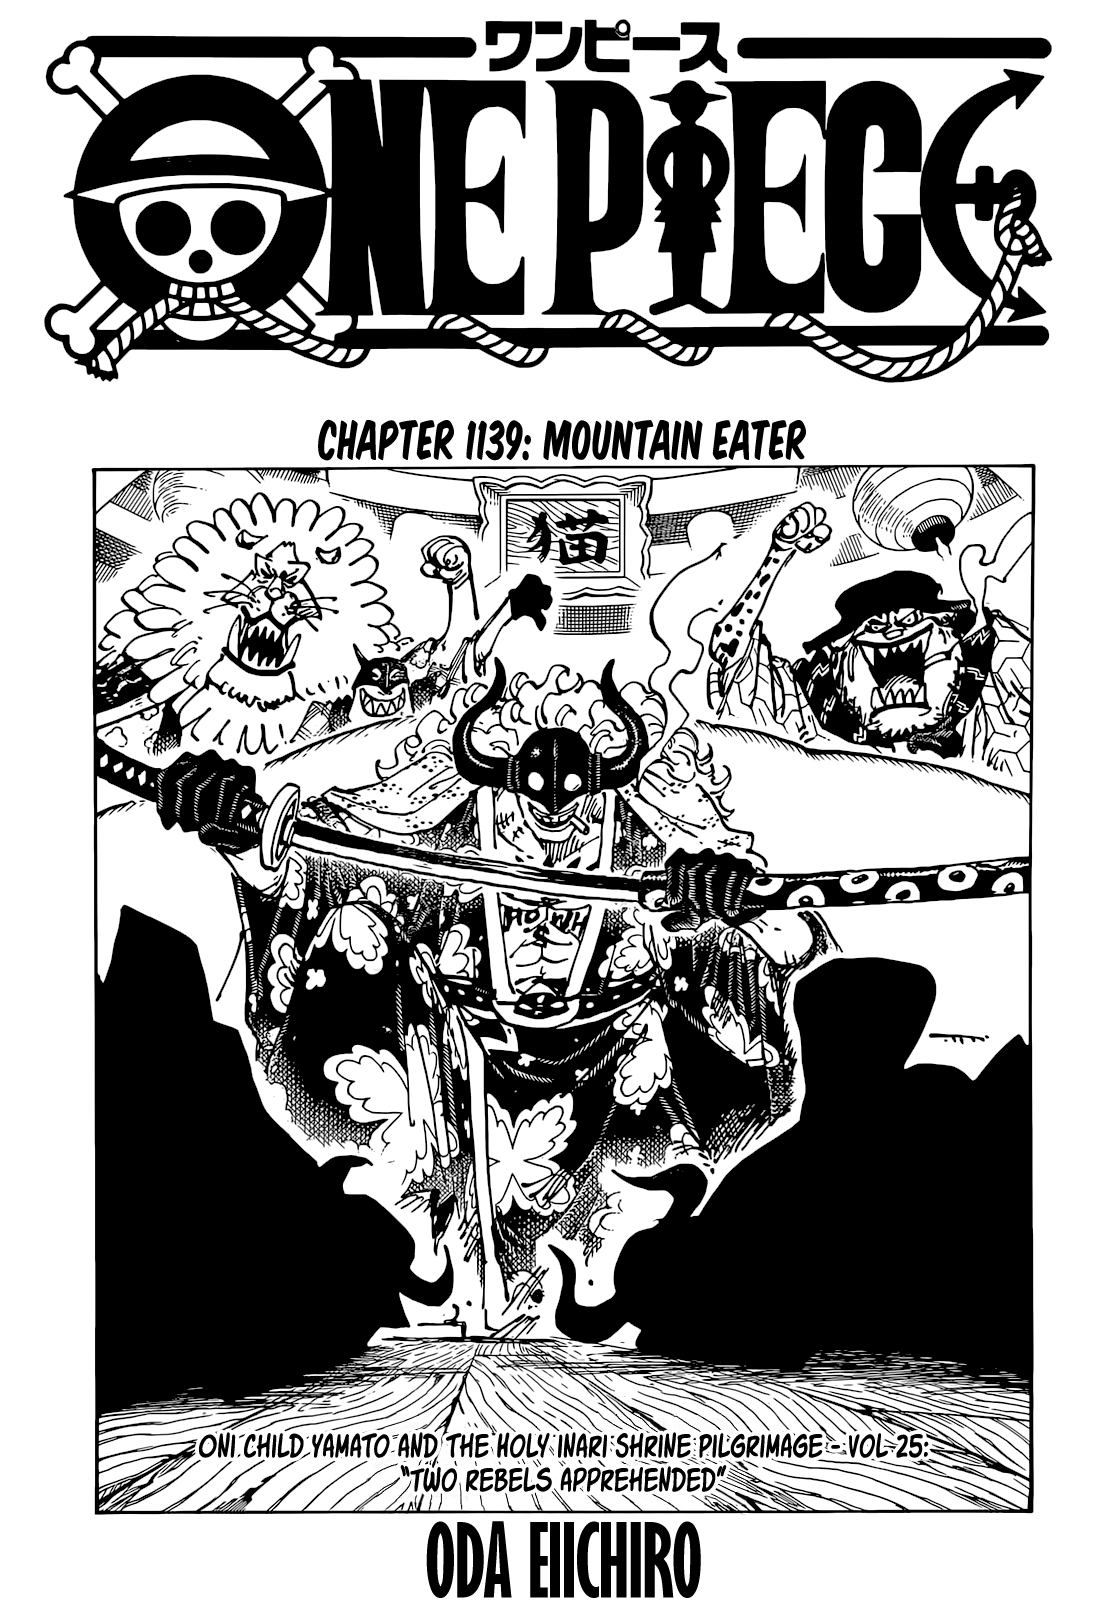 ワンピース
ONE PIECE
CHAPTER 1139: MOUNTAIN EATER
猫
ONI CHILD YAMATO AND THE HOLY INARI SHRINE PILGRIMAGE - VOL 25:
"TWO REBELS APPREHENDED"
ODA EIICHIRO